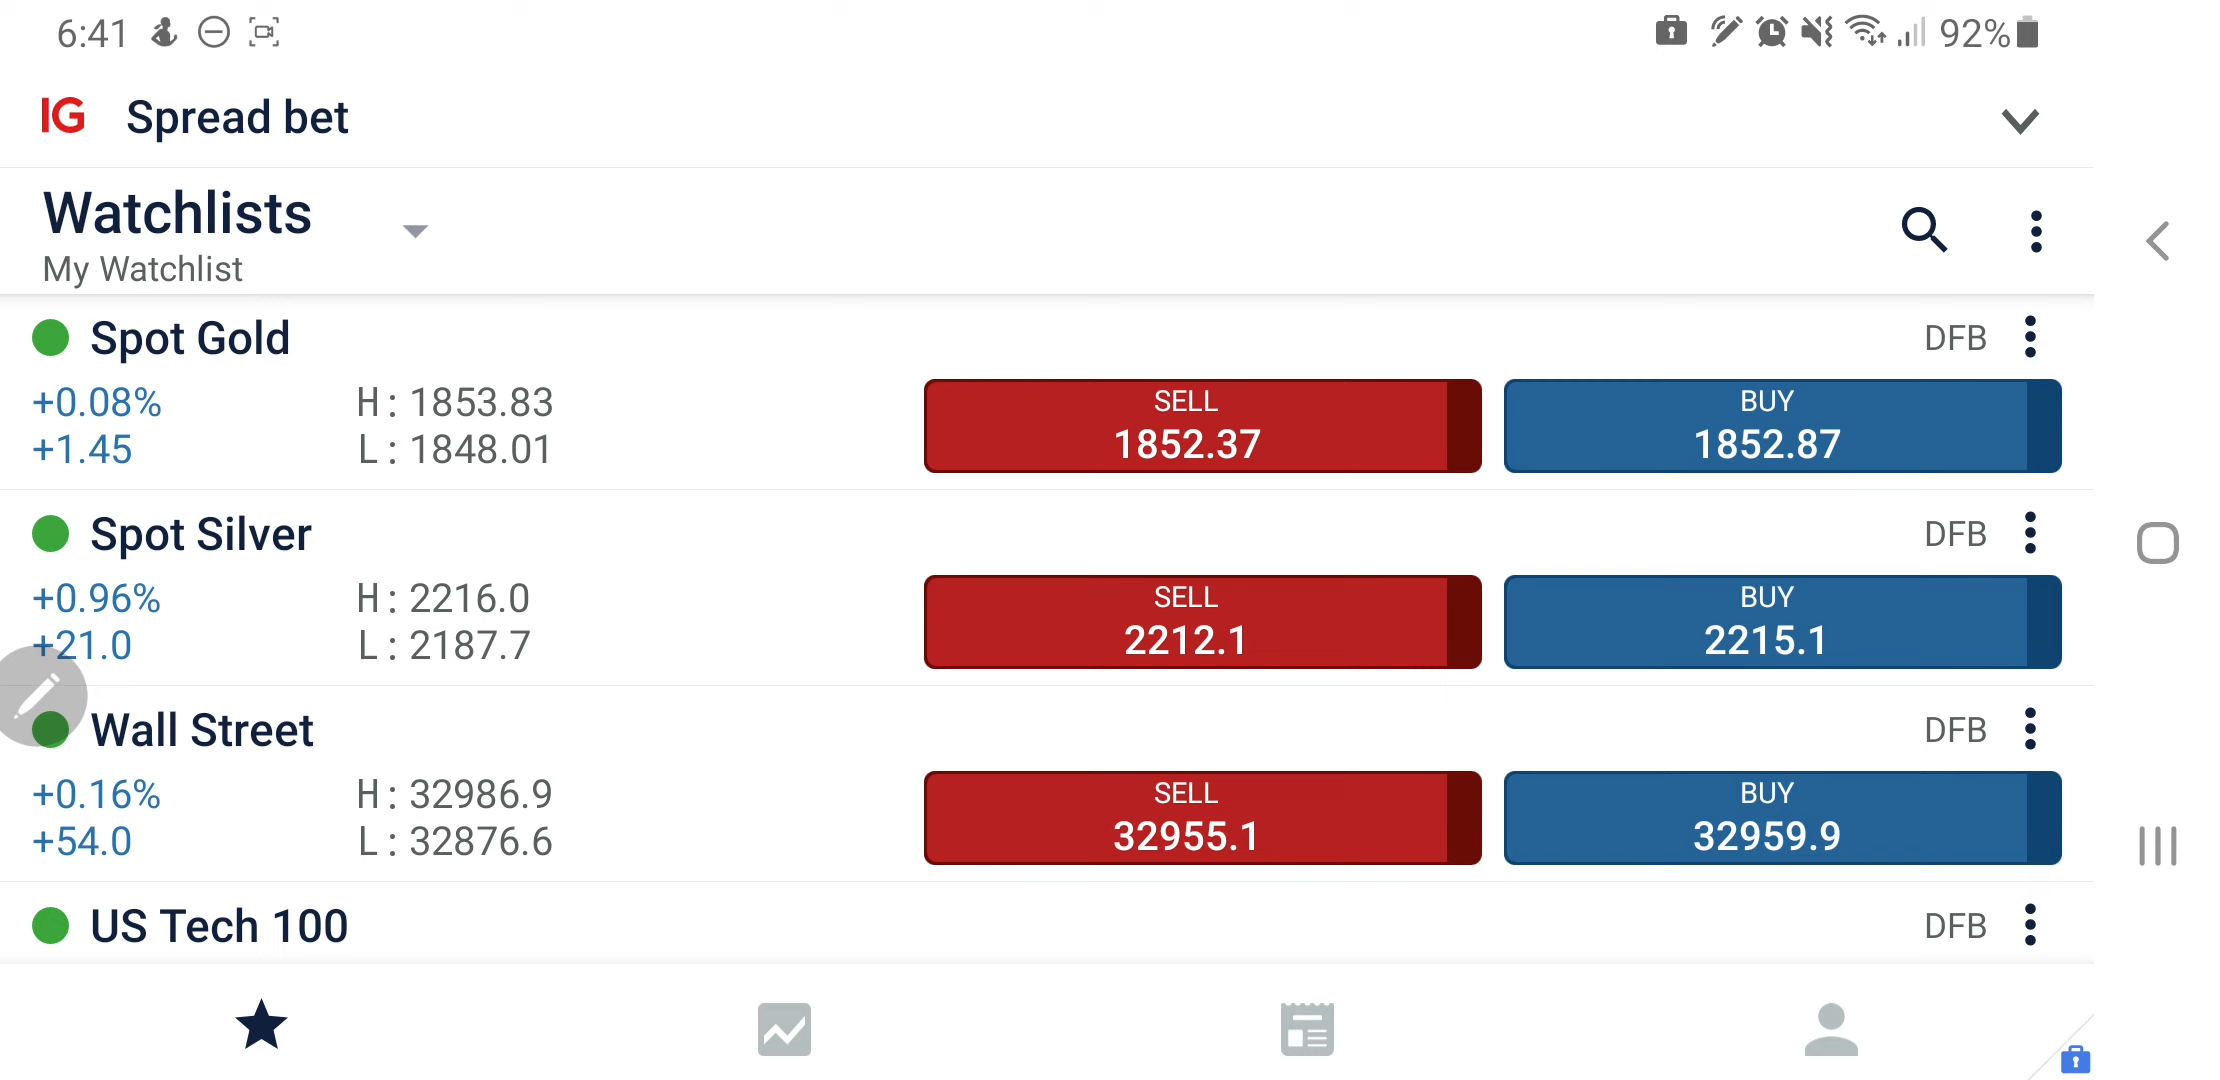 6:41 92%
IG Spread bet
Watchlists
My Watchlist
Spot Gold DFB
+0.08% H: 1853.83
+1.45 L: 1848.01
SELL
1852.37
BUY
1852.87
Spot Silver DFB
+0.96% H: 2216.0
+21.0 L: 2187.7
SELL
2212.1
BUY
2215.1
Wall Street DFB
+0.16% H: 32986.9
+54.0 L: 32876.6
SELL
32955.1
BUY
32959.9
US Tech 100 DFB